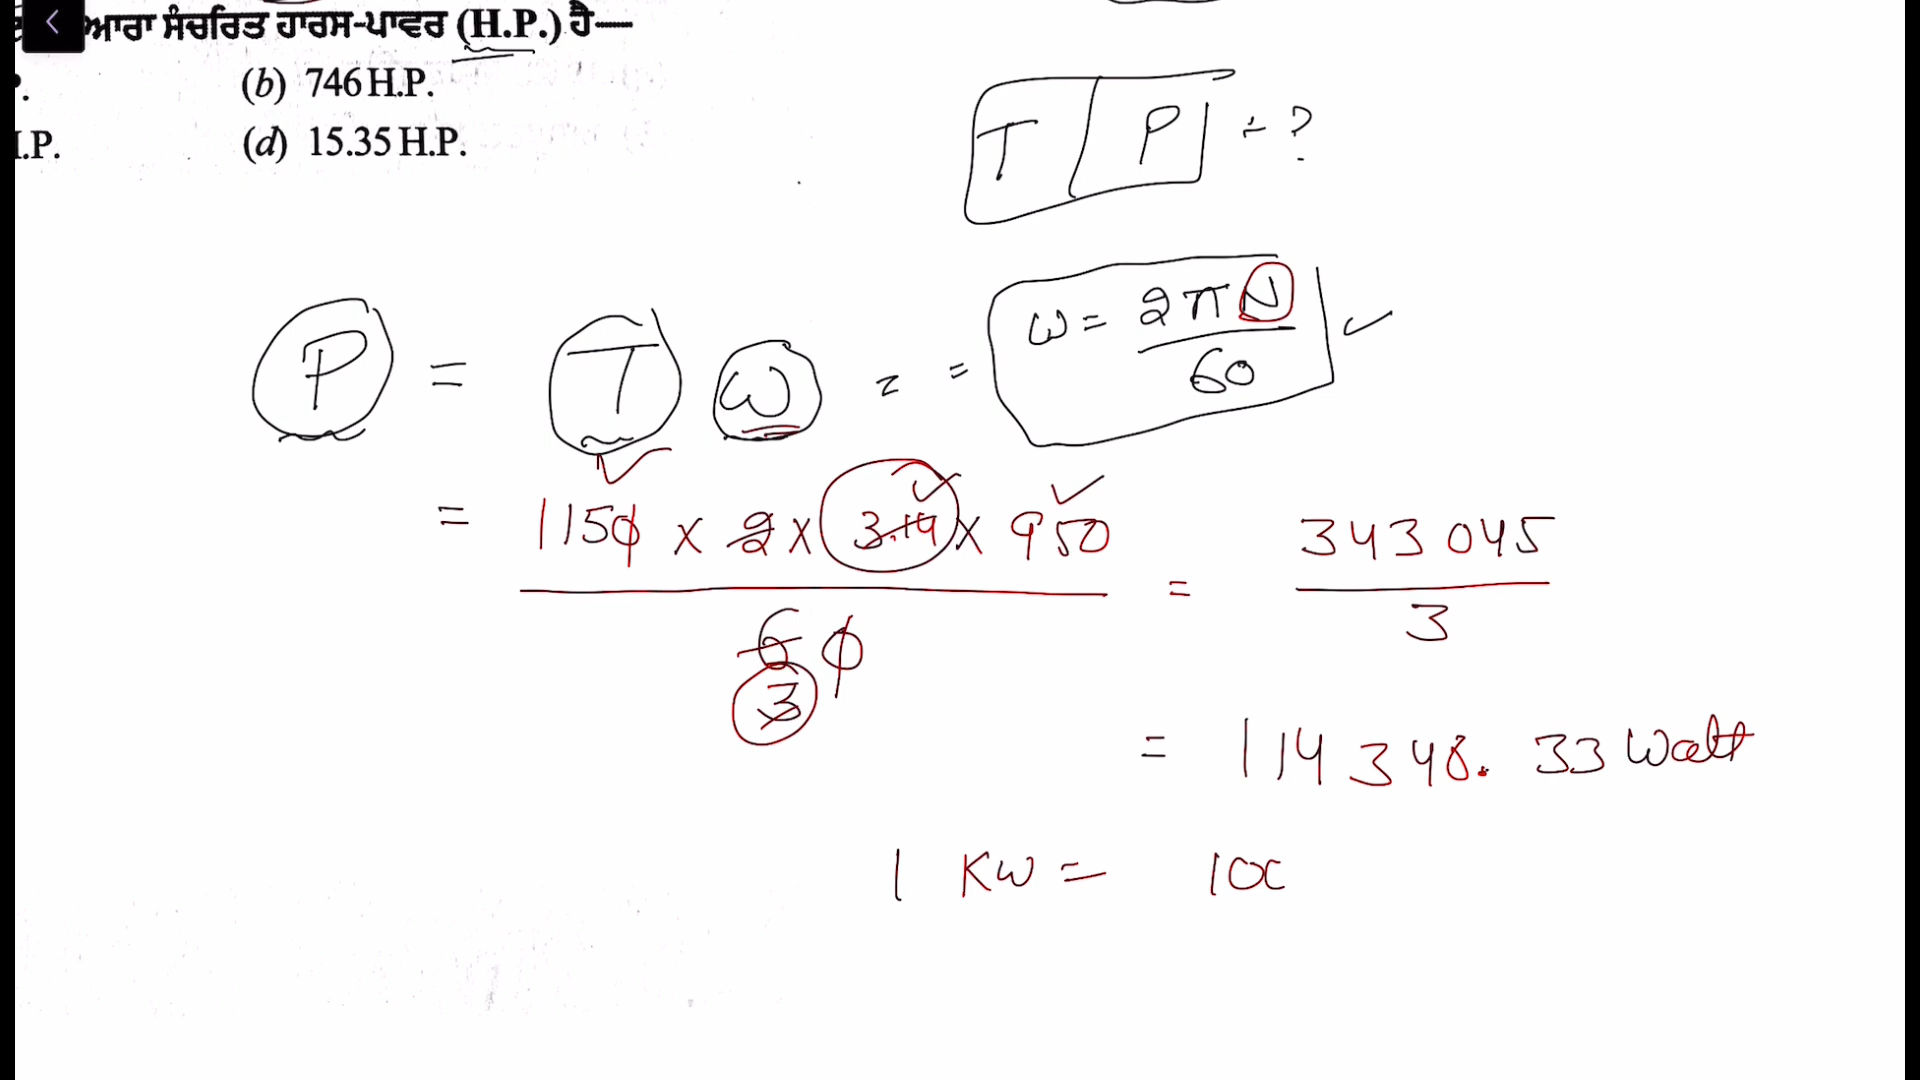 ਆਰਾ ਸੰਚਰਿਤ ਹਾਰਸ-ਪਾਵਰ (H.P.) ਹੈ—
(b) 746 H.P.
I.P. (d) 15.35 H.P.
T P = ?
P = T ω = = ω = 2πN / 60
= 1150 x 2 x 3.14 x 950 / 60 = 343045 / 3
3
= 114348.33 Watt
1 KW = 100